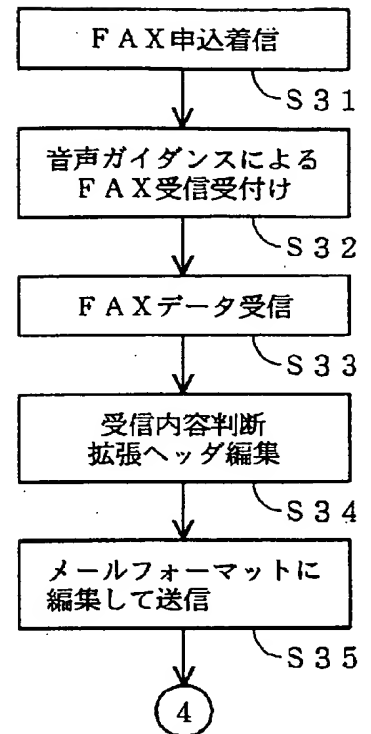 ＦＡＸ申込着信
Ｓ３１
音声ガイダンスによる
ＦＡＸ受信受付け
Ｓ３２
ＦＡＸデータ受信
Ｓ３３
受信内容判断
拡張ヘッダ編集
Ｓ３４
メールフォーマットに
編集して送信
Ｓ３５
４